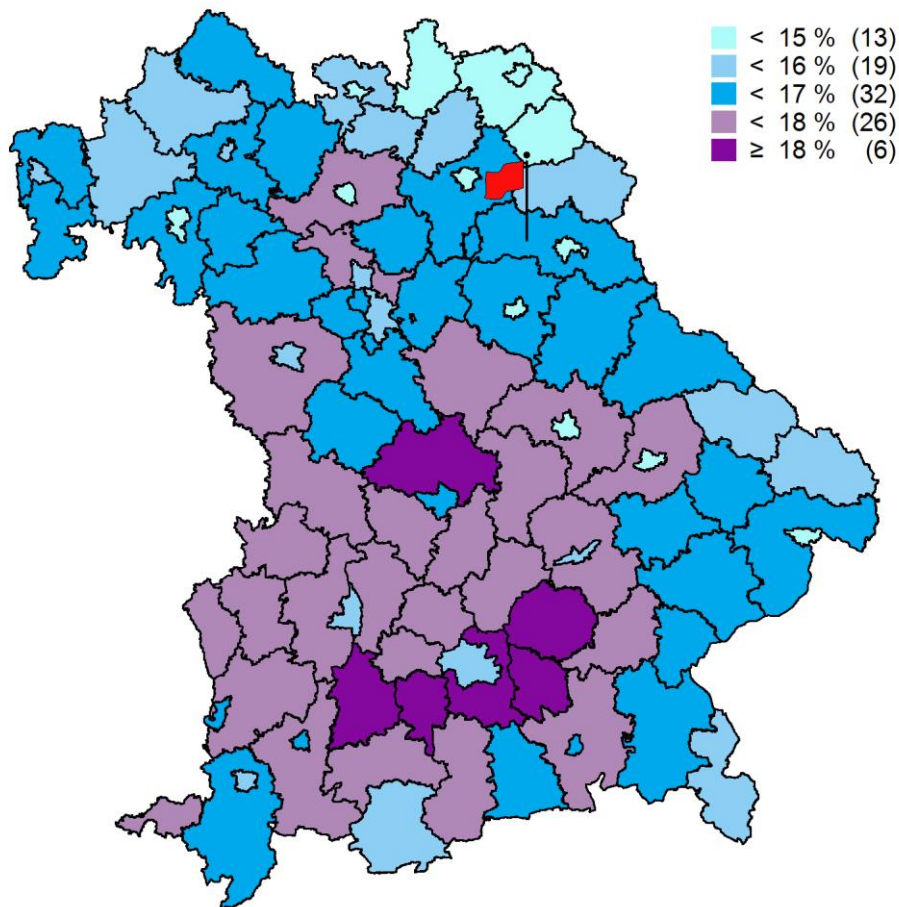 < 15 % (13)
< 16 % (19)
< 17 % (32)
< 18 % (26)
≥ 18 % (6)